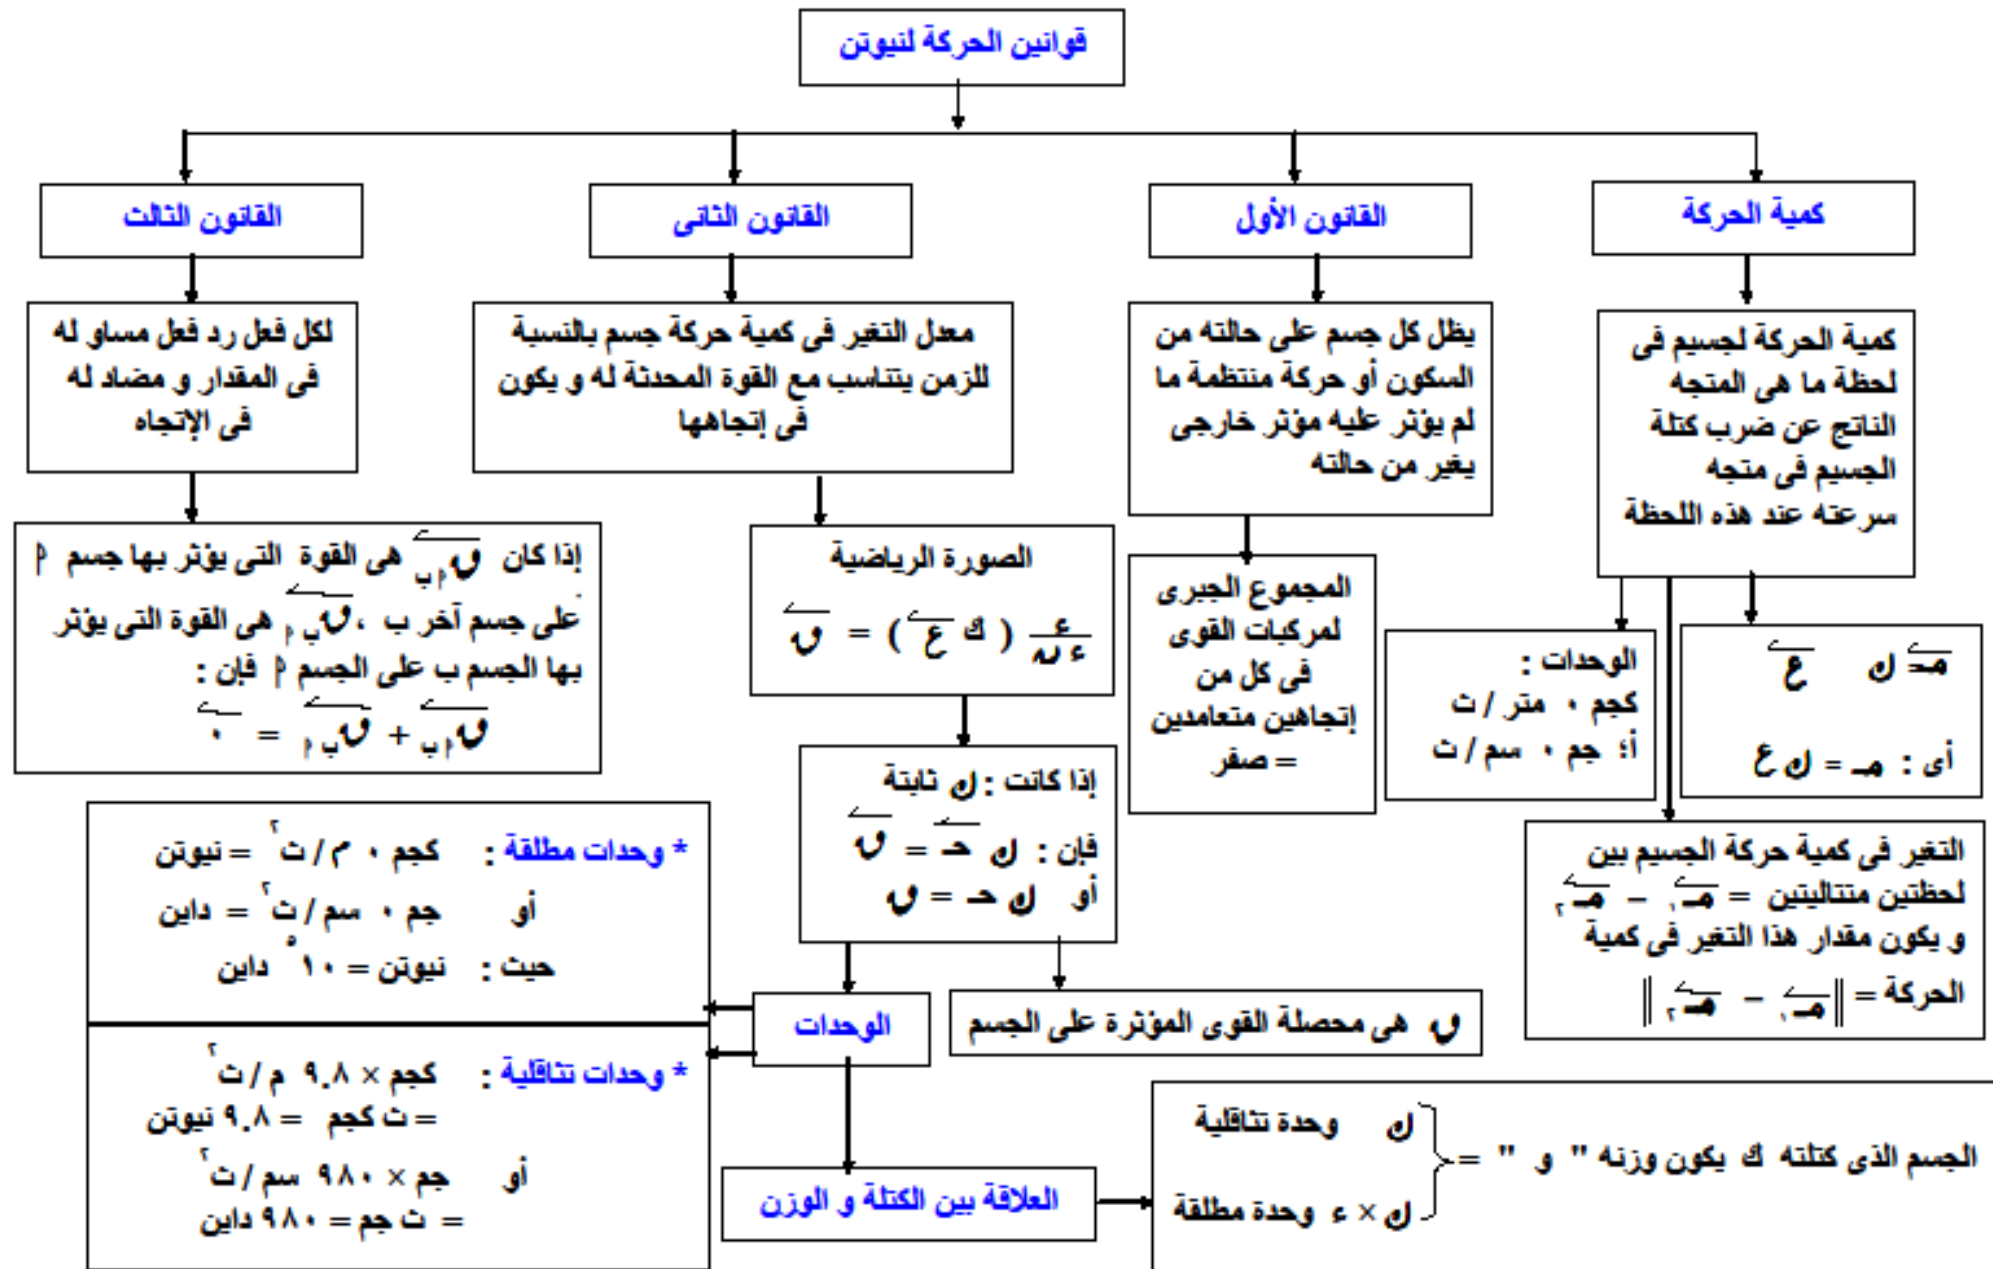 قوانين الحركة لنيوتن
كمية الحركة
القانون الأول
القانون الثانى
القانون الثالث
كمية الحركة لجسيم فى
لحظة ما هى المتجه
الناتج عن ضرب كتلة
الجسيم فى متجه
سرعته عند هذه اللحظة
مـ ك ع
أى : مـ = ك ع
الوحدات :
كجم ٠ متر / ث
أ؛ جم ٠ سم / ث
التغير فى كمية حركة الجسيم بين
لحظتين متتاليتين = مـ١ – مـ٢
و يكون مقدار هذا التغير فى كمية
الحركة = ‖ مـ١ – مـ٢ ‖
يظل كل جسم على حالته من
السكون أو حركة منتظمة ما
لم يؤثر عليه مؤثر خارجى
يغير من حالته
المجموع الجبرى
لمركبات القوى
فى كل من
إتجاهين متعامدين
= صفر
معدل التغير فى كمية حركة جسم بالنسبة
للزمن يتناسب مع القوة المحدثة له و يكون
فى إتجاهها
الصورة الرياضية
ء/ء ن ( ك ع ) = ق
إذا كانت : ك ثابتة
فإن : ك حـ = ق
أو ك حـ = ق
ق هى محصلة القوى المؤثرة على الجسم
الوحدات
* وحدات مطلقة : كجم ٠ م / ث٢ = نيوتن
أو جم ٠ سم / ث٢ = داين
حيث : نيوتن = ١٠٥ داين
* وحدات تثاقلية : كجم × ٩.٨ م / ث٢
= ث كجم = ٩.٨ نيوتن
أو جم × ٩٨٠ سم / ث٢
= ث جم = ٩٨٠ داين
العلاقة بين الكتلة و الوزن
الجسم الذى كتلته ك يكون وزنه " و " =
ك وحدة تثاقلية
ك × ء وحدة مطلقة
لكل فعل رد فعل مساو له
فى المقدار و مضاد له
فى الإتجاه
إذا كان ق أ ب هى القوة التى يؤثر بها جسم أ
على جسم آخر ب ، ق ب أ هى القوة التى يؤثر
بها الجسم ب على الجسم أ فإن :
ق أ ب + ق ب أ = ٠